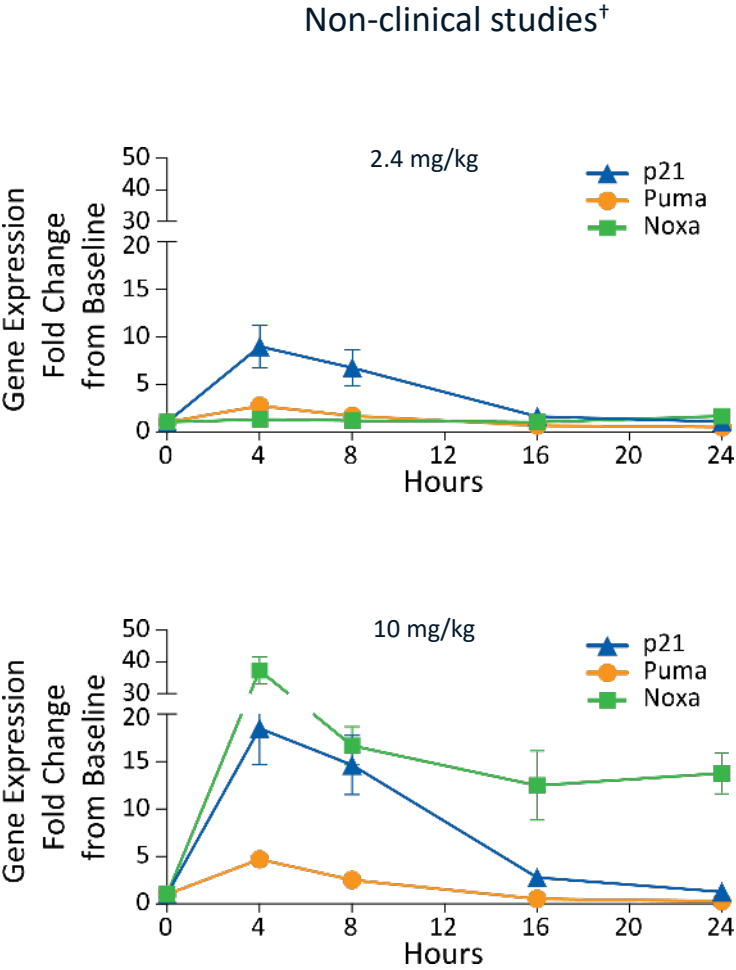 Non-clinical studies†
2.4 mg/kg
Gene Expression
Fold Change
from Baseline
50
40
30
20
15
10
5
0
p21
Puma
Noxa
0 4 8 12 16 20 24
Hours
10 mg/kg
Gene Expression
Fold Change
from Baseline
50
40
30
20
15
10
5
0
p21
Puma
Noxa
0 4 8 12 16 20 24
Hours